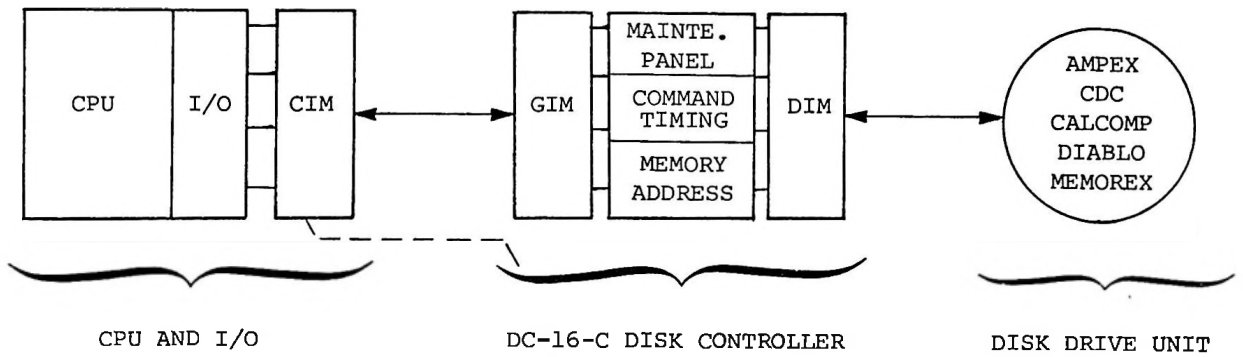 CPU
I/O
CIM
GIM
MAINTE.
PANEL
COMMAND
TIMING
MEMORY
ADDRESS
DIM
AMPEX
CDC
CALCOMP
DIABLO
MEMOREX
CPU AND I/O
DC-16-C DISK CONTROLLER
DISK DRIVE UNIT